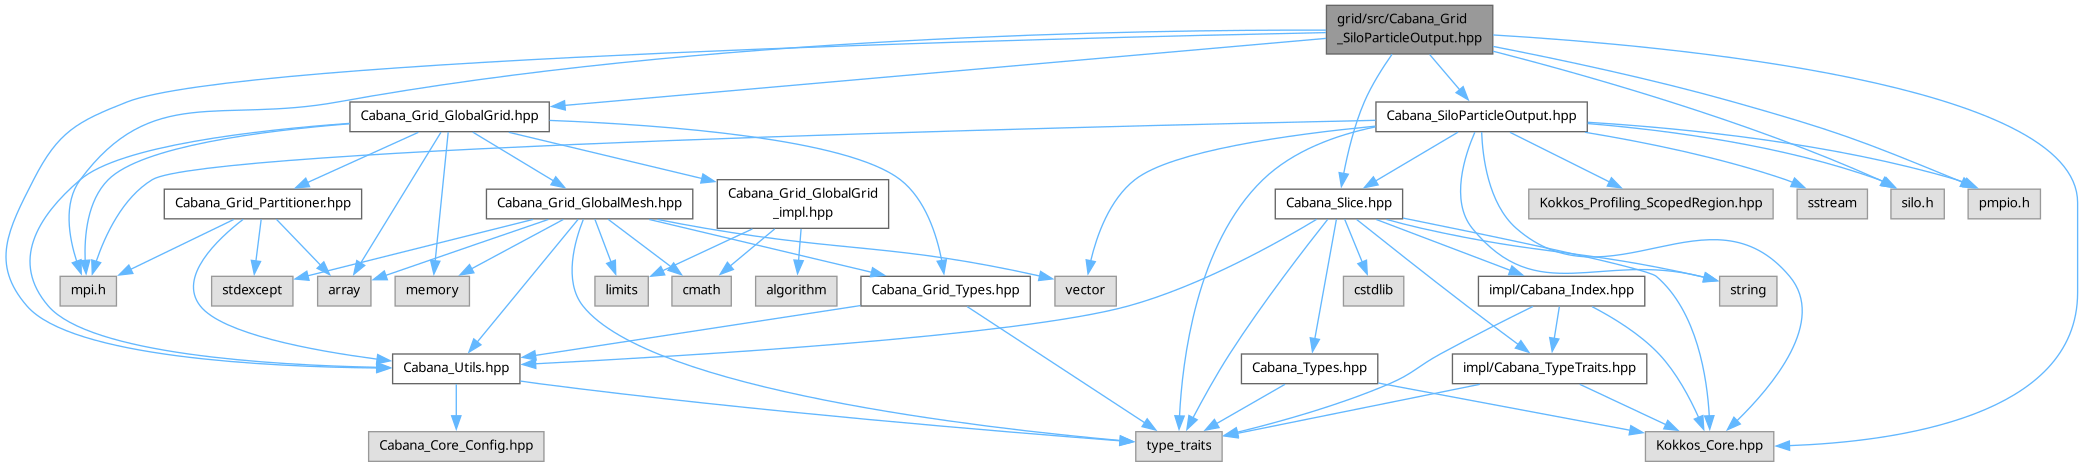 grid/src/Cabana_Grid
_SiloParticleOutput.hpp
Cabana_Grid_GlobalGrid.hpp
Cabana_SiloParticleOutput.hpp
Cabana_Grid_Partitioner.hpp
Cabana_Grid_GlobalMesh.hpp
Cabana_Grid_GlobalGrid
_impl.hpp
Cabana_Slice.hpp
Kokkos_Profiling_ScopedRegion.hpp
sstream
silo.h
pmpio.h
mpi.h
stdexcept
array
memory
limits
cmath
algorithm
Cabana_Grid_Types.hpp
vector
cstdlib
impl/Cabana_Index.hpp
string
Cabana_Utils.hpp
Cabana_Types.hpp
impl/Cabana_TypeTraits.hpp
Cabana_Core_Config.hpp
type_traits
Kokkos_Core.hpp